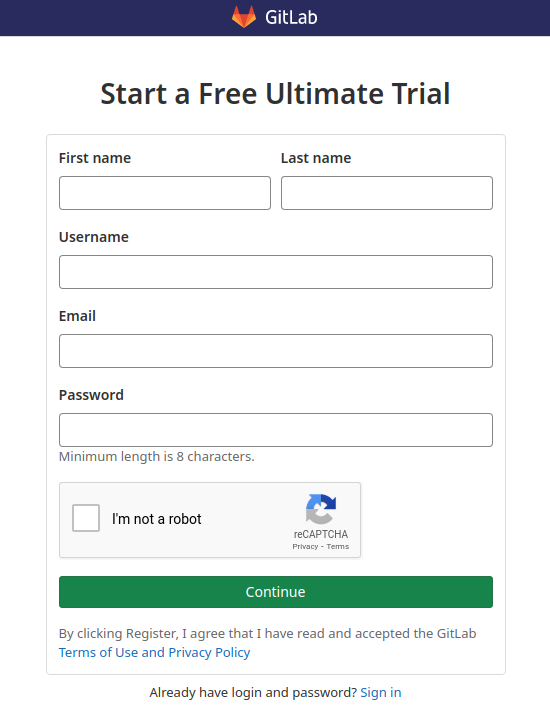 GitLab
Start a Free Ultimate Trial
First name
Last name
Username
Email
Password
Minimum length is 8 characters.
I'm not a robot
reCAPTCHA
Privacy - Terms
Continue
By clicking Register, I agree that I have read and accepted the GitLab
Terms of Use and Privacy Policy
Already have login and password? Sign in